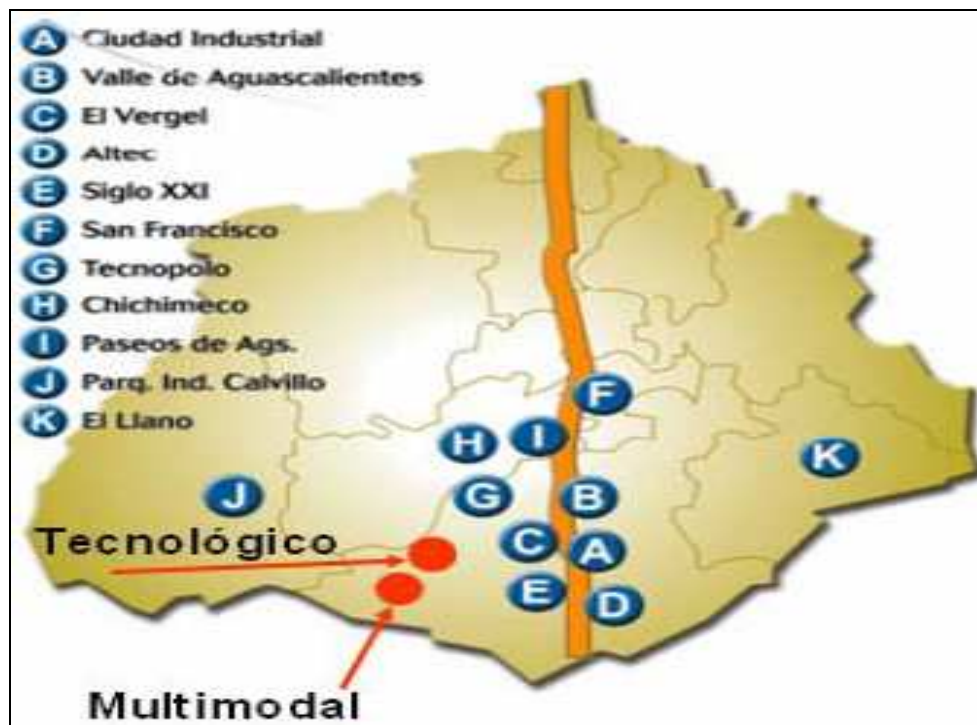 A Ciudad Industrial
B Valle de Aguascalientes
C El Vergel
D Altec
E Siglo XXI
F San Francisco
G Tecnopolo
H Chichimeco
I Paseos de Ags.
J Parq. Ind. Calvillo
K El Llano
F
H I
K
J G B
Tecnológico
C A
E D
Multimodal